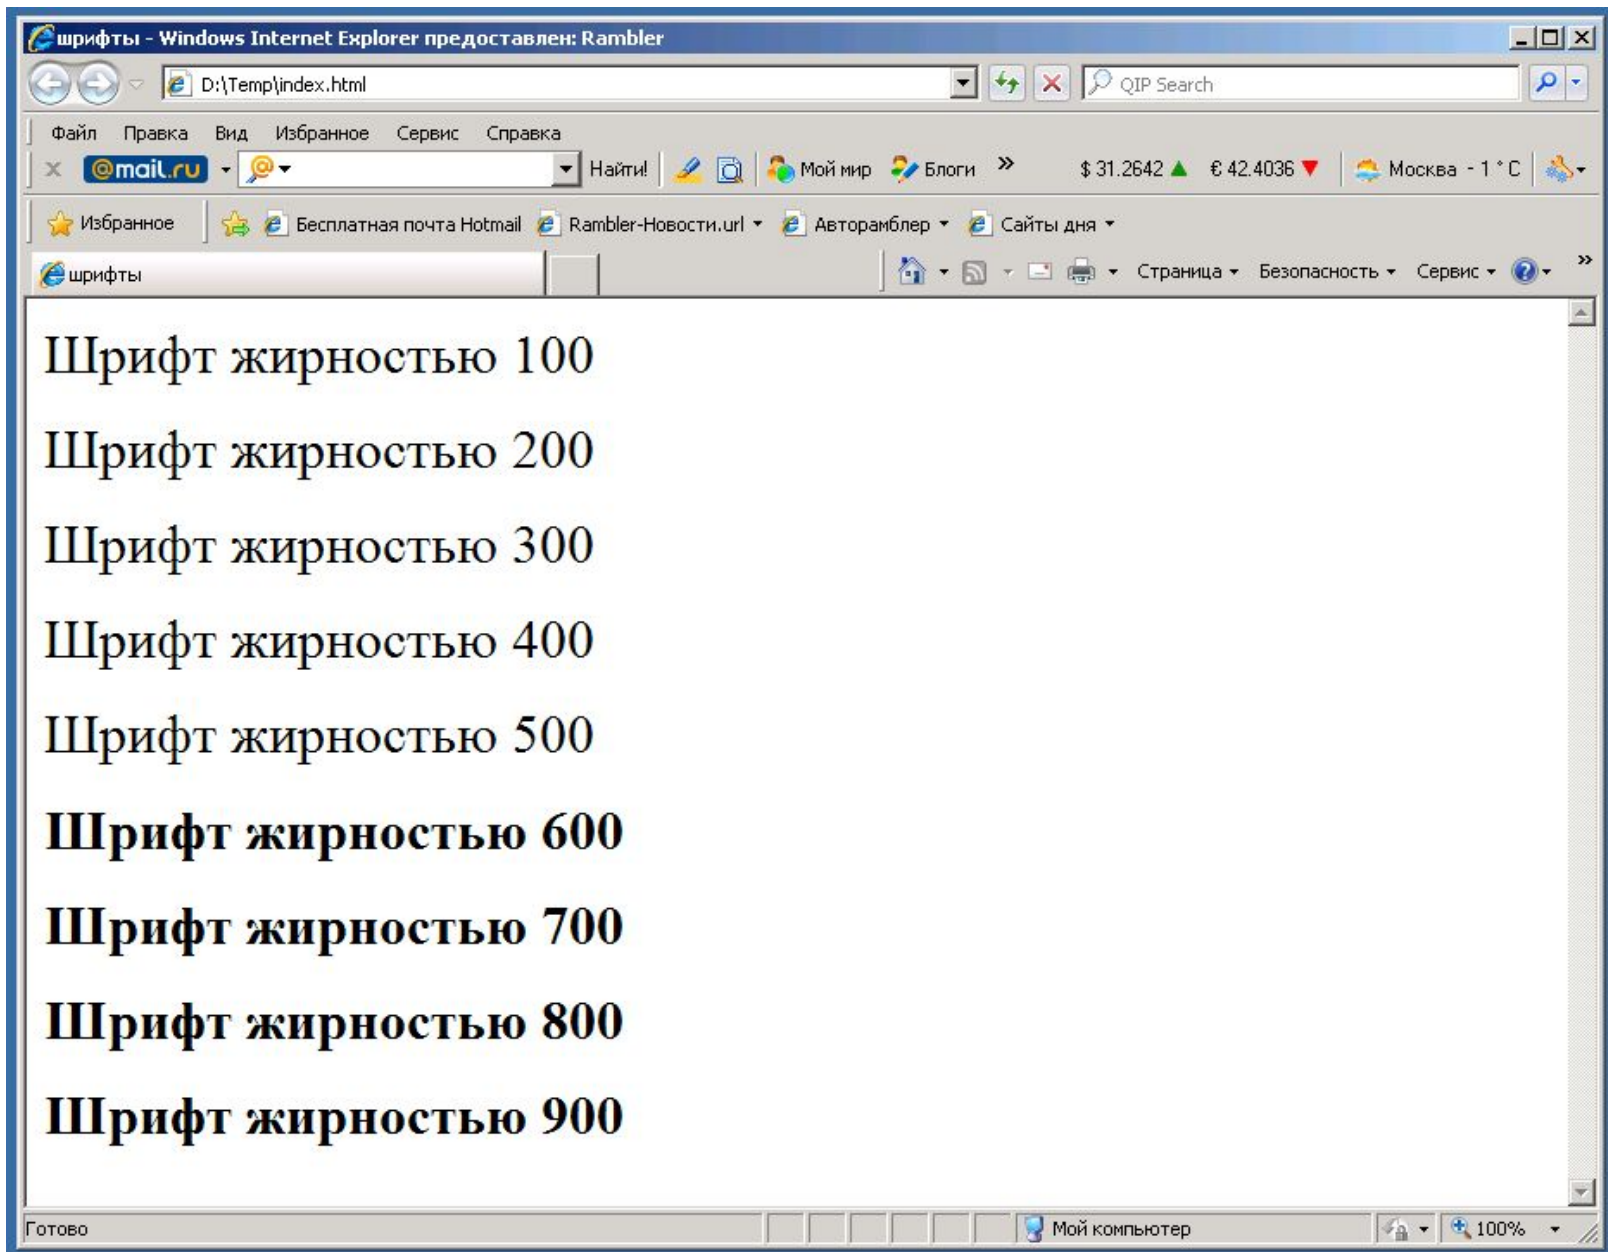 шрифты - Windows Internet Explorer предоставлен: Rambler
D:\Temp\index.html QIP Search
Файл Правка Вид Избранное Сервис Справка
@mail.ru Найти! Мой мир Блоги » $ 31.2642 € 42.4036 Москва - 1 ° C
Избранное Бесплатная почта Hotmail Rambler-Новости.url Авторамблер Сайты дня
шрифты Страница Безопасность Сервис »
Шрифт жирностью 100
Шрифт жирностью 200
Шрифт жирностью 300
Шрифт жирностью 400
Шрифт жирностью 500
Шрифт жирностью 600
Шрифт жирностью 700
Шрифт жирностью 800
Шрифт жирностью 900
Готово Мой компьютер 100%